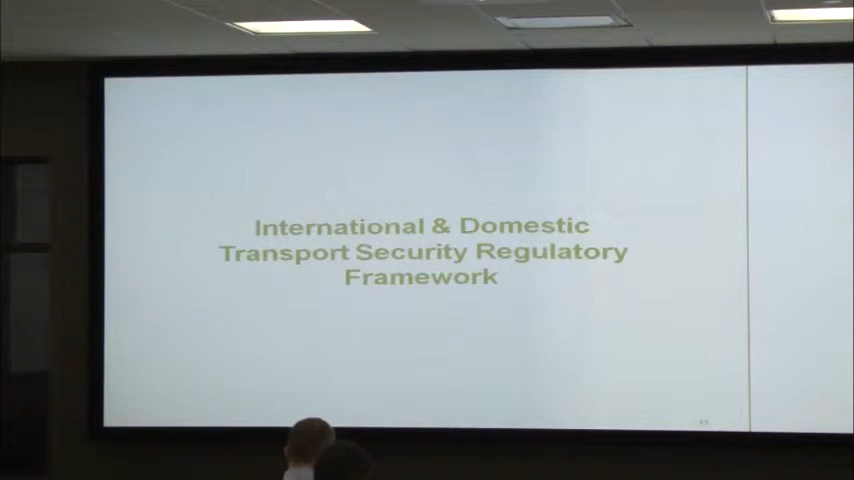 International & Domestic
Transport Security Regulatory
Framework